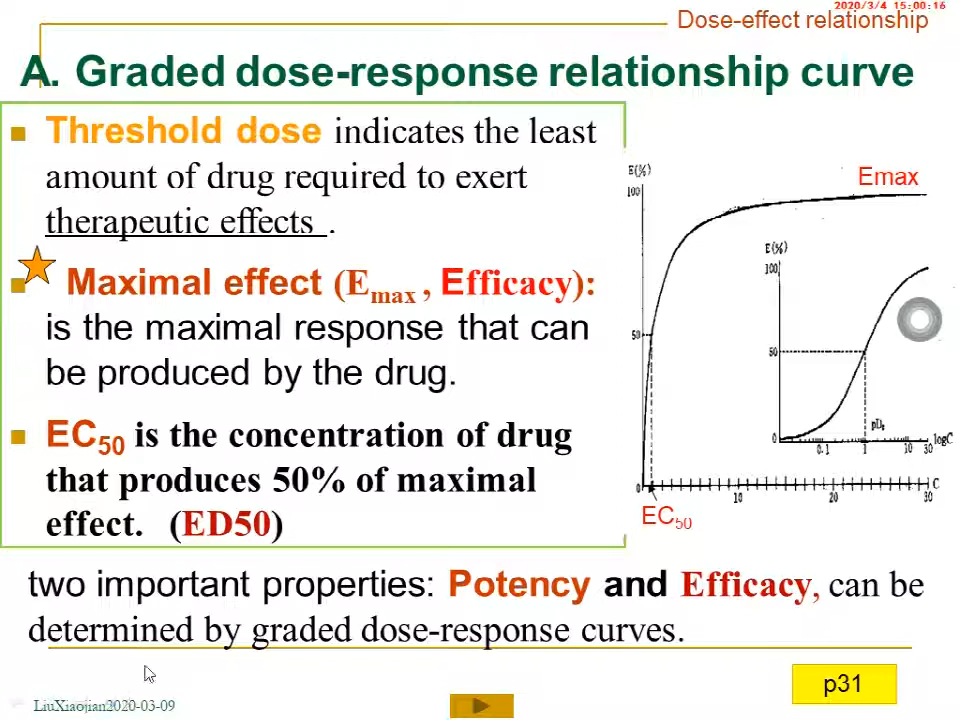 2020/3/4 15:00:16
Dose-effect relationship
A. Graded dose-response relationship curve
Threshold dose indicates the least
amount of drug required to exert
therapeutic effects .
Maximal effect (Emax , Efficacy):
is the maximal response that can
be produced by the drug.
EC50 is the concentration of drug
that produces 50% of maximal
effect. (ED50)
E(%)
100
50
0
10
20
30
C
Emax
EC50
E(%)
100
50
0
0.1
1
10
30
logC
two important properties: Potency and Efficacy, can be
determined by graded dose-response curves.
p31
LiuXiaojian2020-03-09